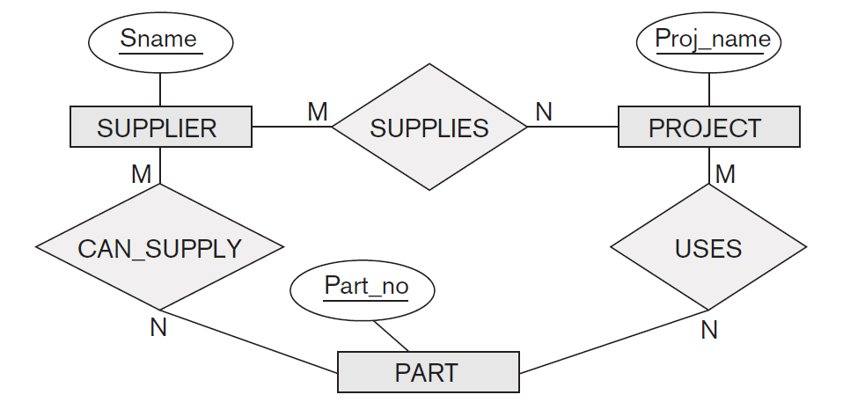 Sname
Proj_name
M
N
SUPPLIER
SUPPLIES
PROJECT
M
M
CAN_SUPPLY
USES
Part_no
N
N
PART